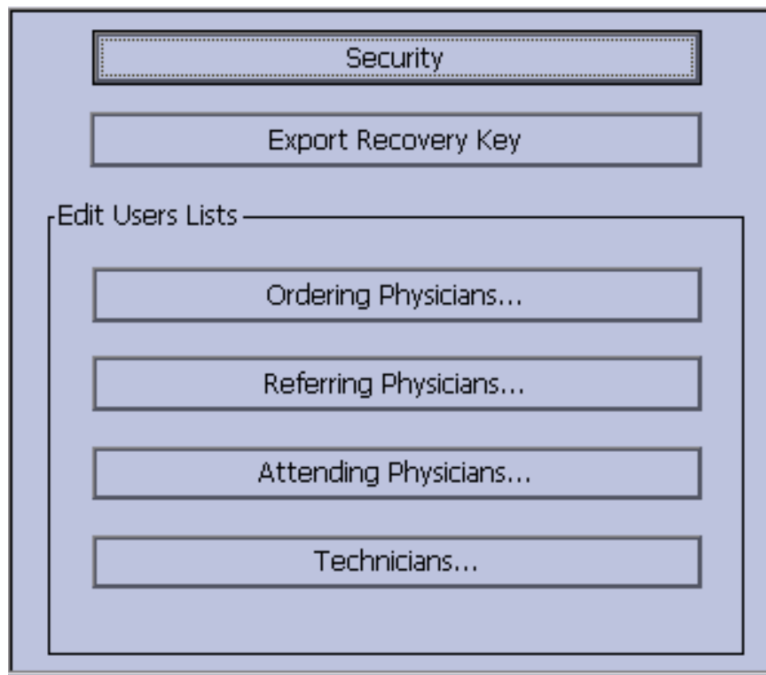 Security
Export Recovery Key
Edit Users Lists
Ordering Physicians...
Referring Physicians...
Attending Physicians...
Technicians...